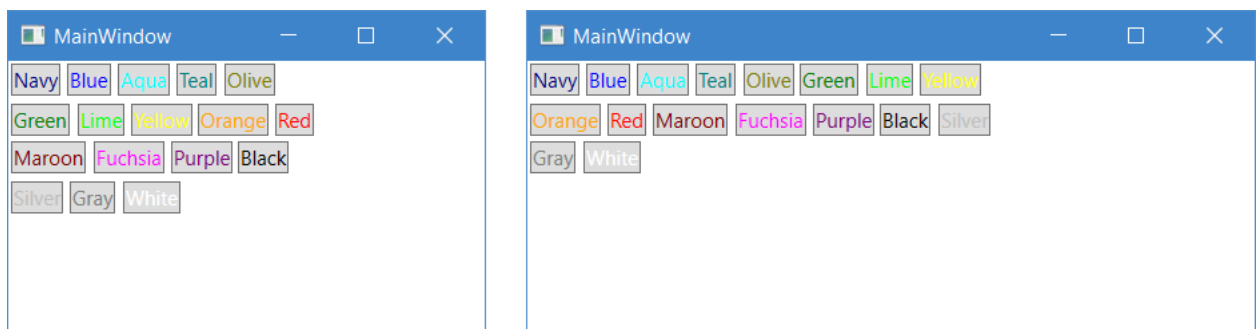 MainWindow
Navy Blue Aqua Teal Olive
Green Lime Yellow Orange Red
Maroon Fuchsia Purple Black
Silver Gray White
MainWindow
Navy Blue Aqua Teal Olive Green Lime Yellow
Orange Red Maroon Fuchsia Purple Black Silver
Gray White